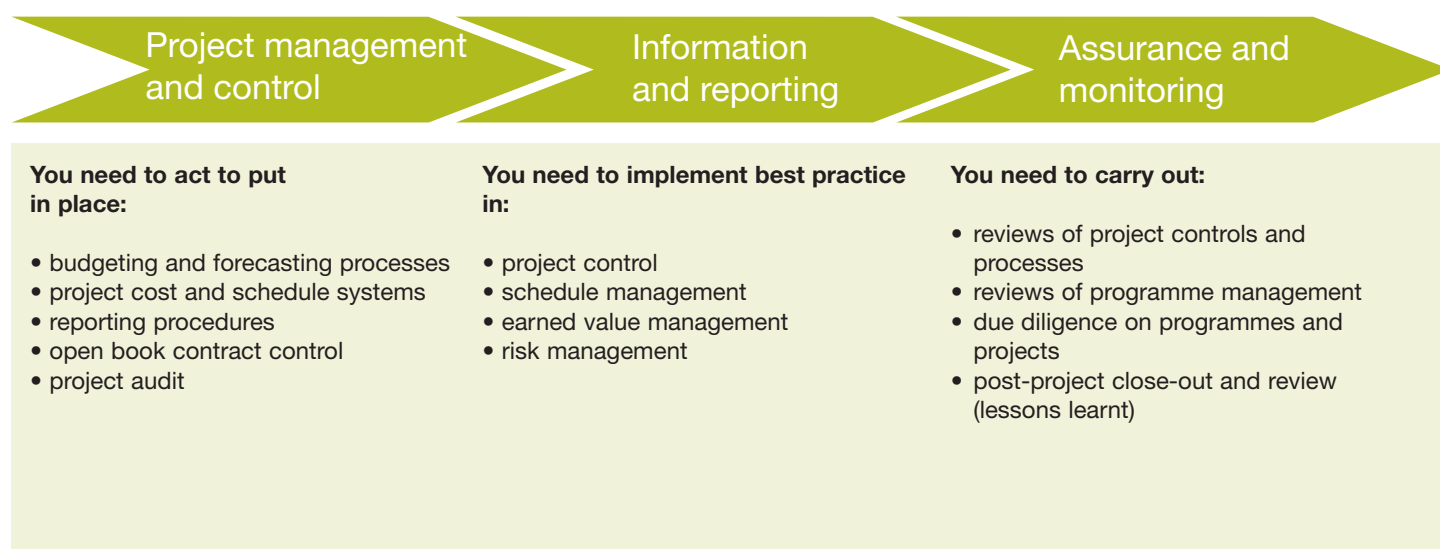 Project management
and control
Information
and reporting
Assurance and
monitoring
You need to act to put
in place:
• budgeting and forecasting processes
• project cost and schedule systems
• reporting procedures
• open book contract control
• project audit
You need to implement best practice
in:
• project control
• schedule management
• earned value management
• risk management
You need to carry out:
• reviews of project controls and
processes
• reviews of programme management
• due diligence on programmes and
projects
• post-project close-out and review
(lessons learnt)